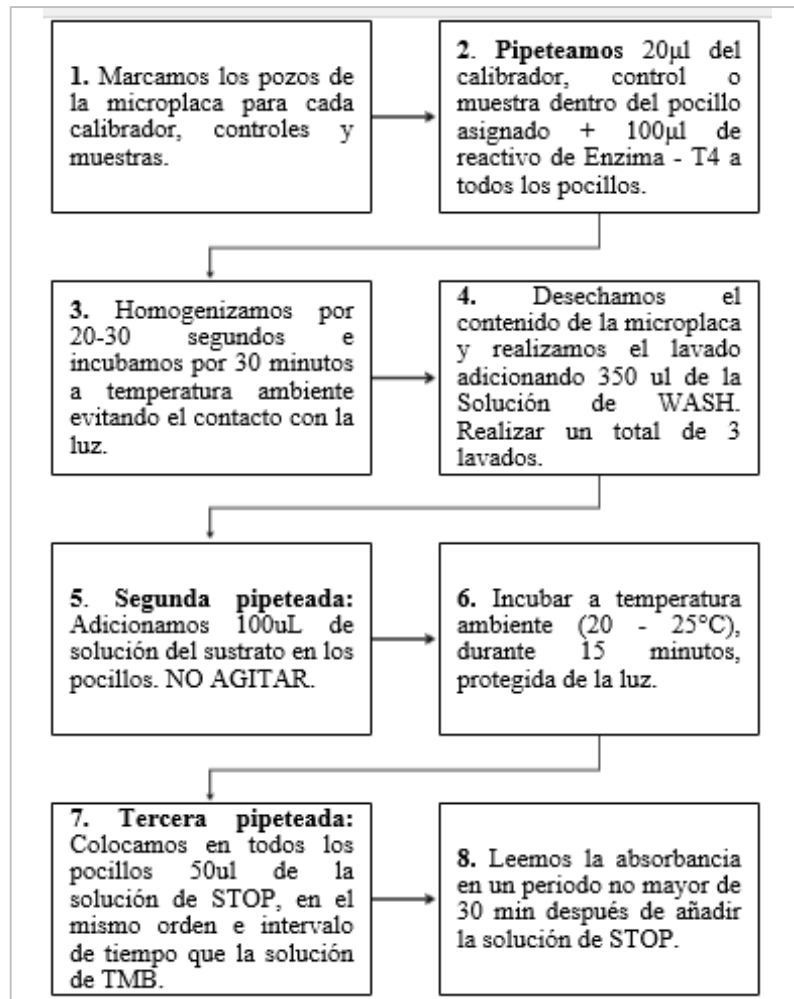 1. Marcamos los pozos de
la microplaca para cada
calibrador, controles y
muestras.
2. Pipeteamos 20µl del
calibrador, control o
muestra dentro del pocillo
asignado + 100µl de
reactivo de Enzima - T4 a
todos los pocillos.
3. Homogenizamos por
20-30 segundos e
incubamos por 30 minutos
a temperatura ambiente
evitando el contacto con la
luz.
4. Desechamos el
contenido de la microplaca
y realizamos el lavado
adicionando 350 ul de la
Solución de WASH.
Realizar un total de 3
lavados.
5. Segunda pipeteada:
Adicionamos 100uL de
solución del sustrato en los
pocillos. NO AGITAR.
6. Incubar a temperatura
ambiente (20 - 25°C),
durante 15 minutos,
protegida de la luz.
7. Tercera pipeteada:
Colocamos en todos los
pocillos 50ul de la
solución de STOP, en el
mismo orden e intervalo
de tiempo que la solución
de TMB.
8. Leemos la absorbancia
en un periodo no mayor de
30 min después de añadir
la solución de STOP.